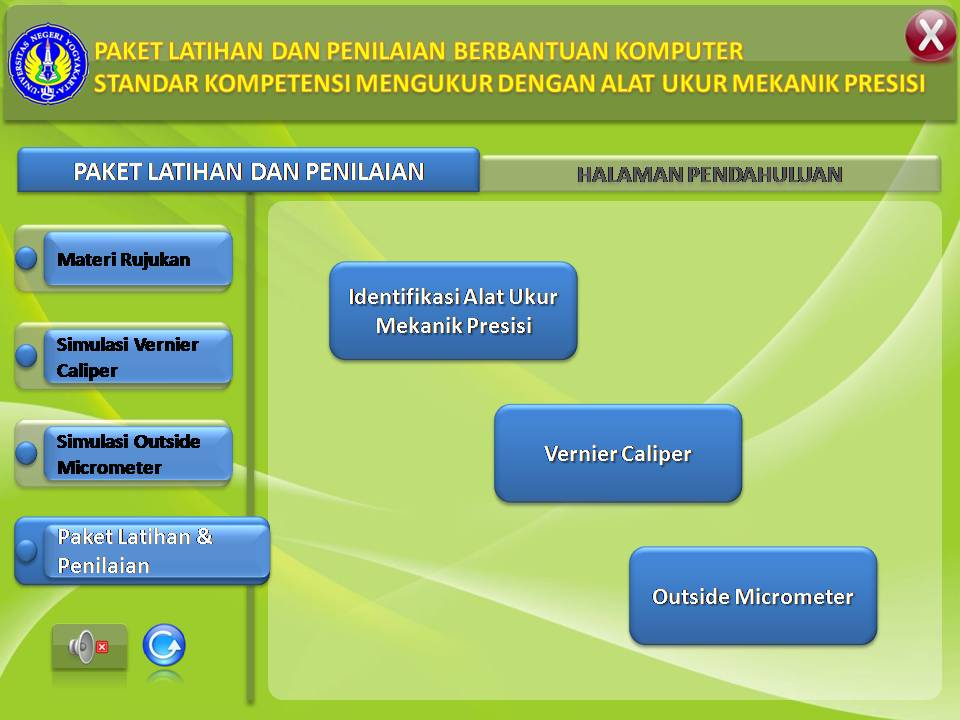 UNIVERSITAS NEGERI YOGYAKARTA
PAKET LATIHAN DAN PENILAIAN BERBANTUAN KOMPUTER
STANDAR KOMPETENSI MENGUKUR DENGAN ALAT UKUR MEKANIK PRESISI
X
PAKET LATIHAN DAN PENILAIAN
HALAMAN PENDAHULUAN
Materi Rujukan
Simulasi Vernier
Caliper
Simulasi Outside
Micrometer
Paket Latihan &
Penilaian
Identifikasi Alat Ukur
Mekanik Presisi
Vernier Caliper
Outside Micrometer